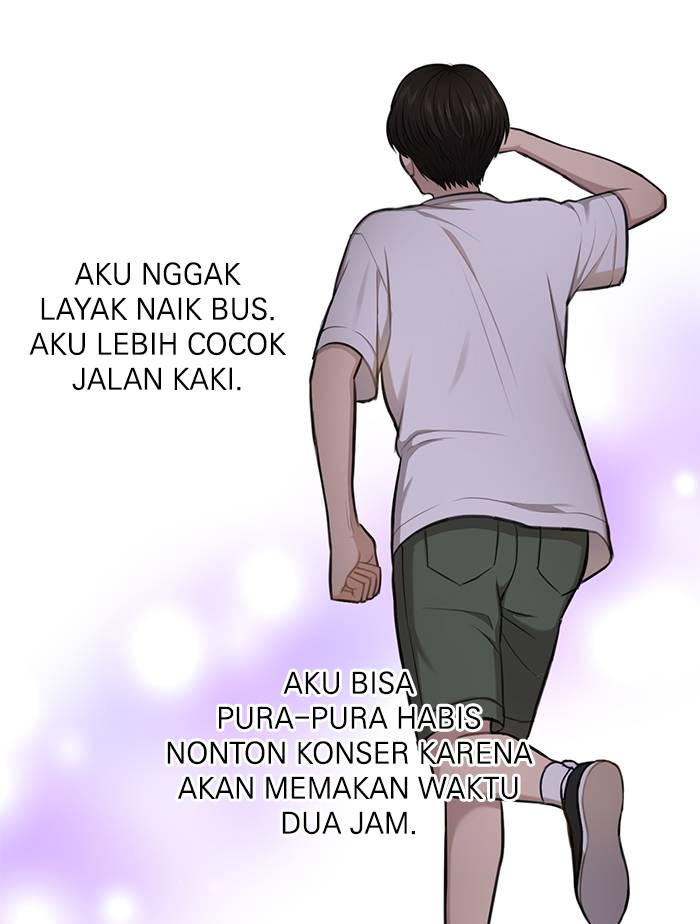 AKU NGGAK
LAYAK NAIK BUS.
AKU LEBIH COCOK
JALAN KAKI.
AKU BISA
PURA-PURA HABIS
NONTON KONSER KARENA
AKAN MEMAKAN WAKTU
DUA JAM.